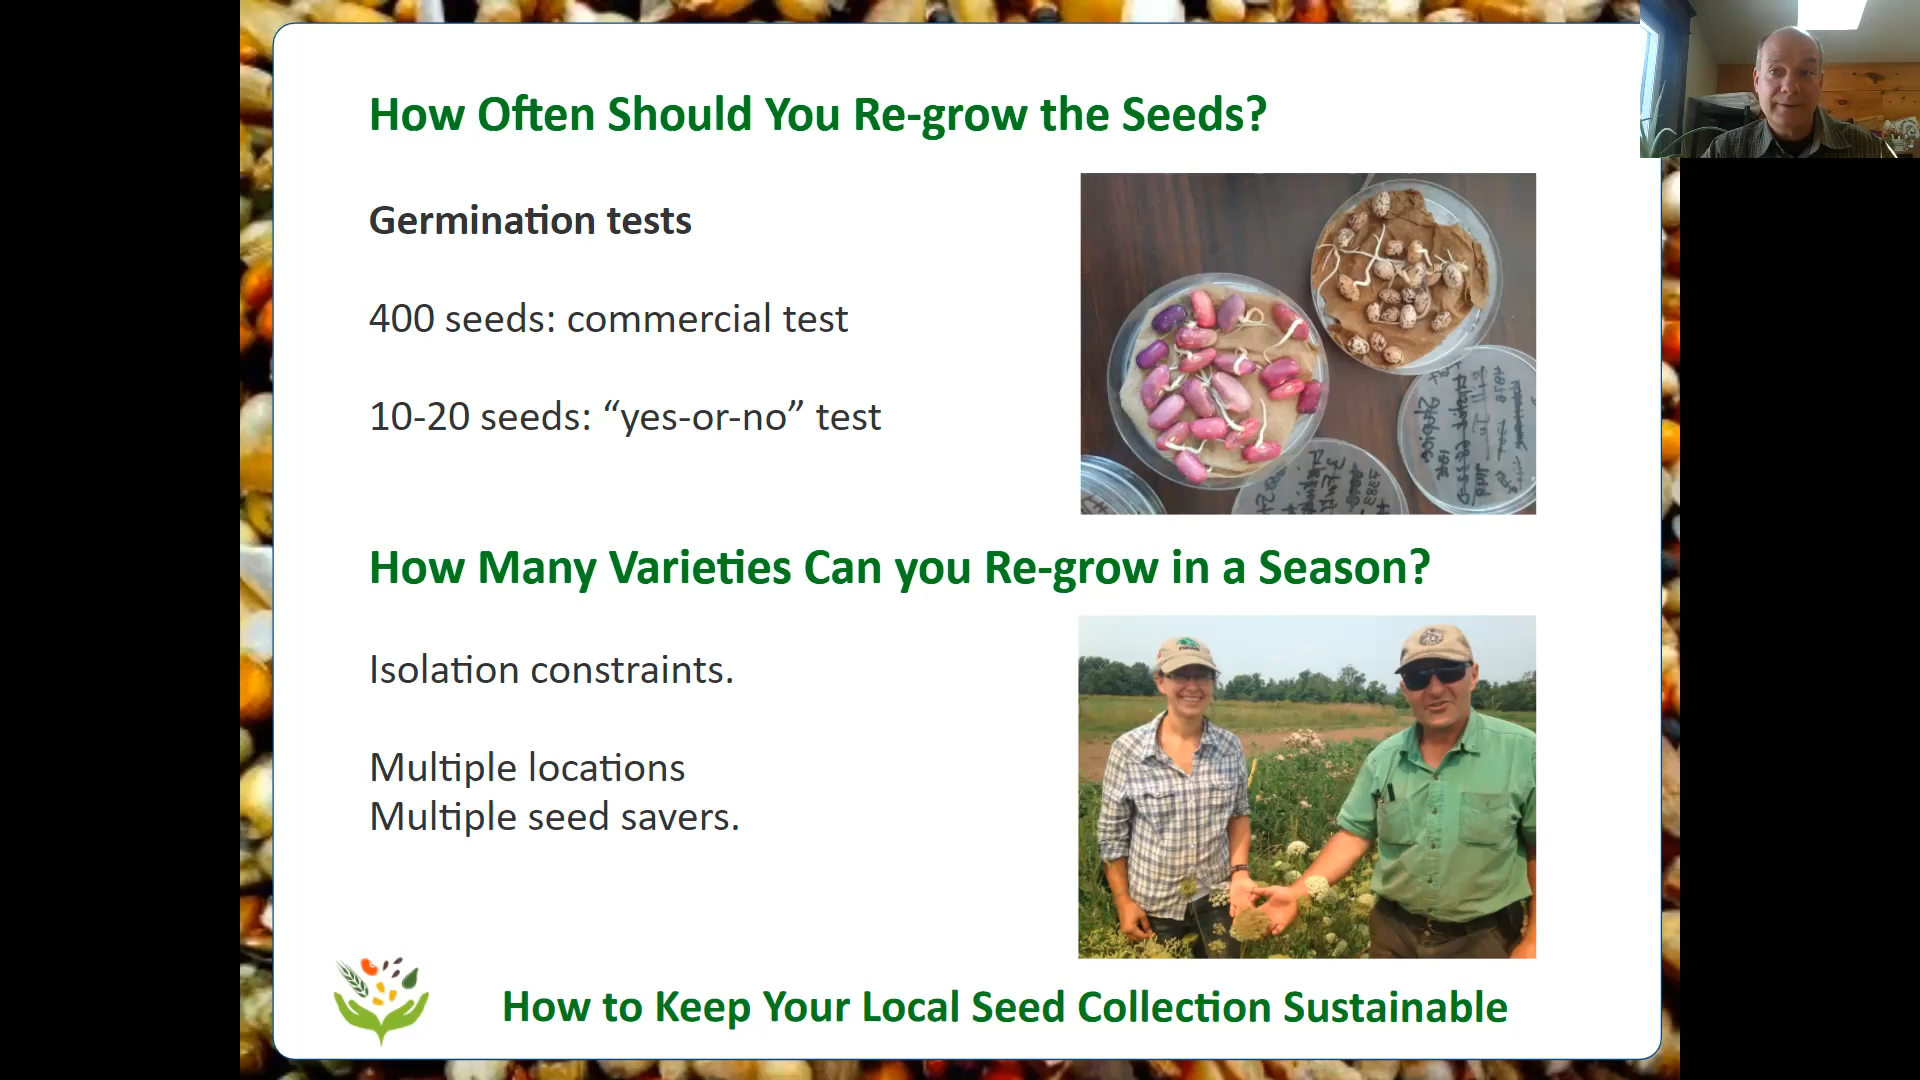 How Often Should You Re-grow the Seeds?
Germination tests
400 seeds: commercial test
10-20 seeds: “yes-or-no” test
How Many Varieties Can you Re-grow in a Season?
Isolation constraints.
Multiple locations
Multiple seed savers.
How to Keep Your Local Seed Collection Sustainable